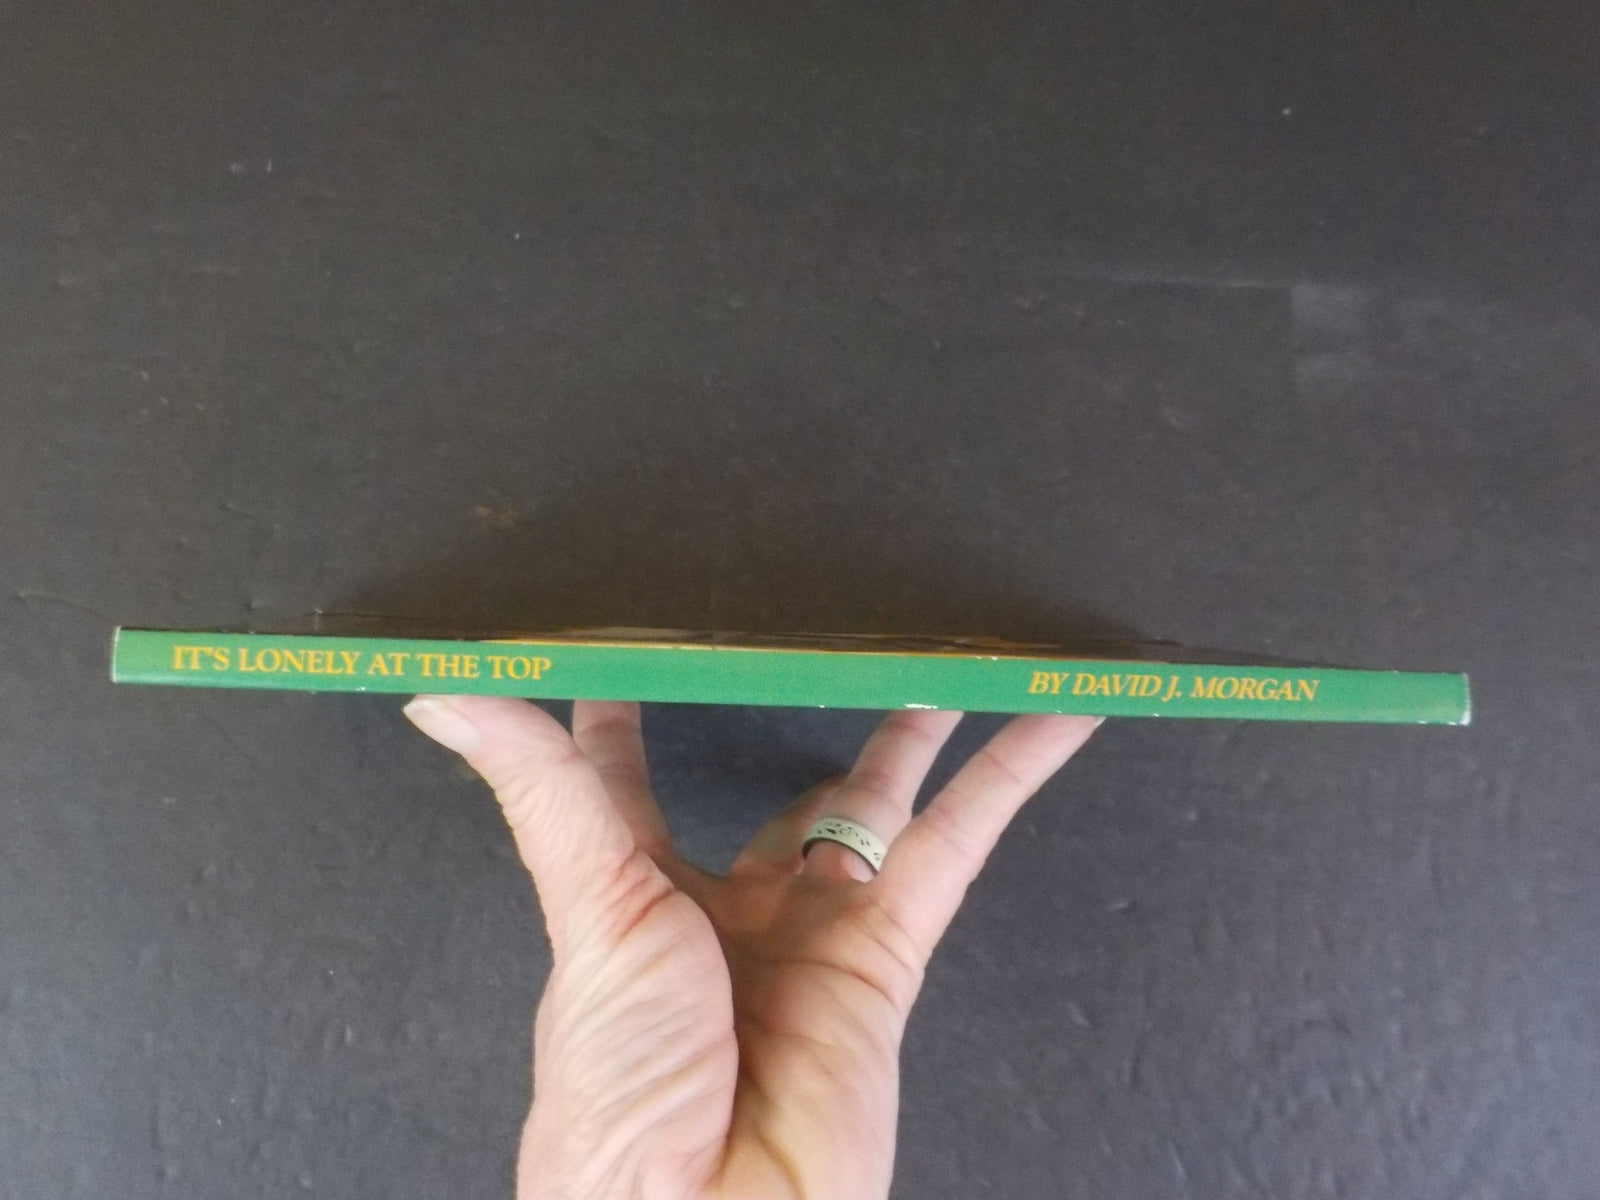 IT'S LONELY AT THE TOP
BY DAVID J. MORGAN